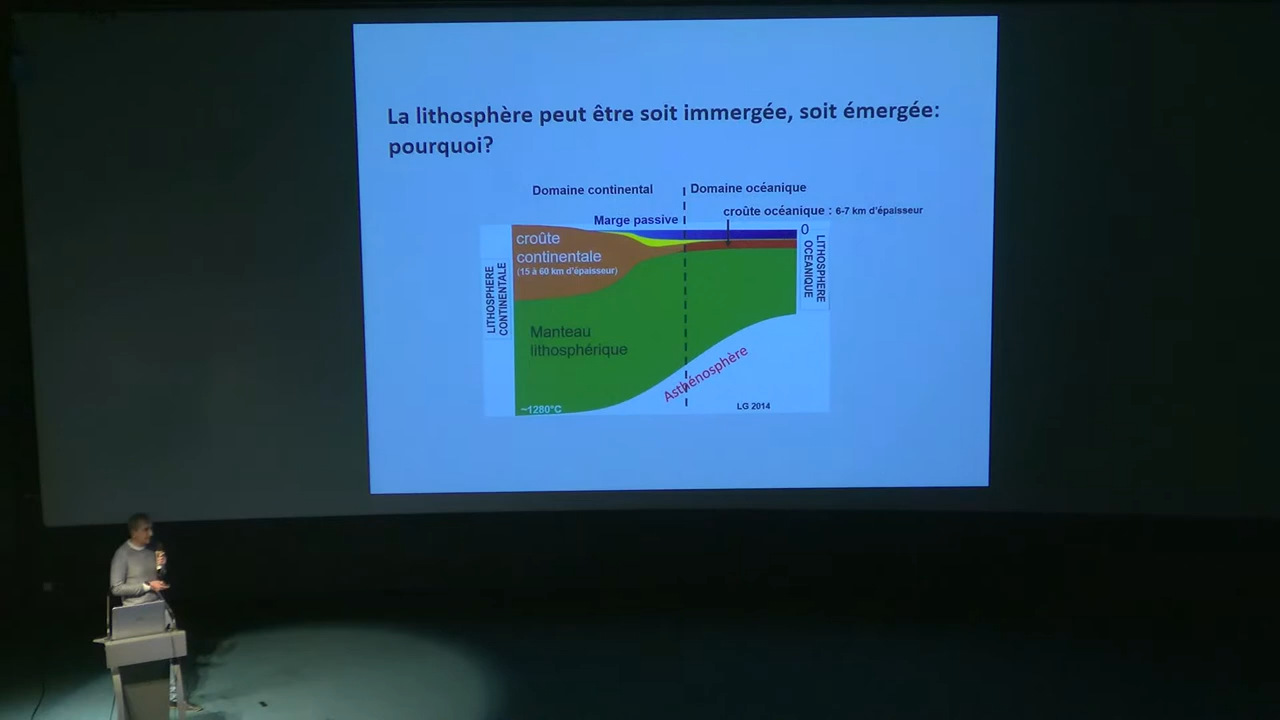 La lithosphère peut être soit immergée, soit émergée:
pourquoi?
Domaine continental
Domaine océanique
Marge passive
croûte océanique : 6-7 km d'épaisseur
croûte
continentale
(15 à 60 km d'épaisseur)
0
LITHOSPHERE
CONTINENTALE
LITHOSPHERE
OCEANIQUE
Manteau
lithosphérique
Asthénosphère
~1280°C
LG 2014